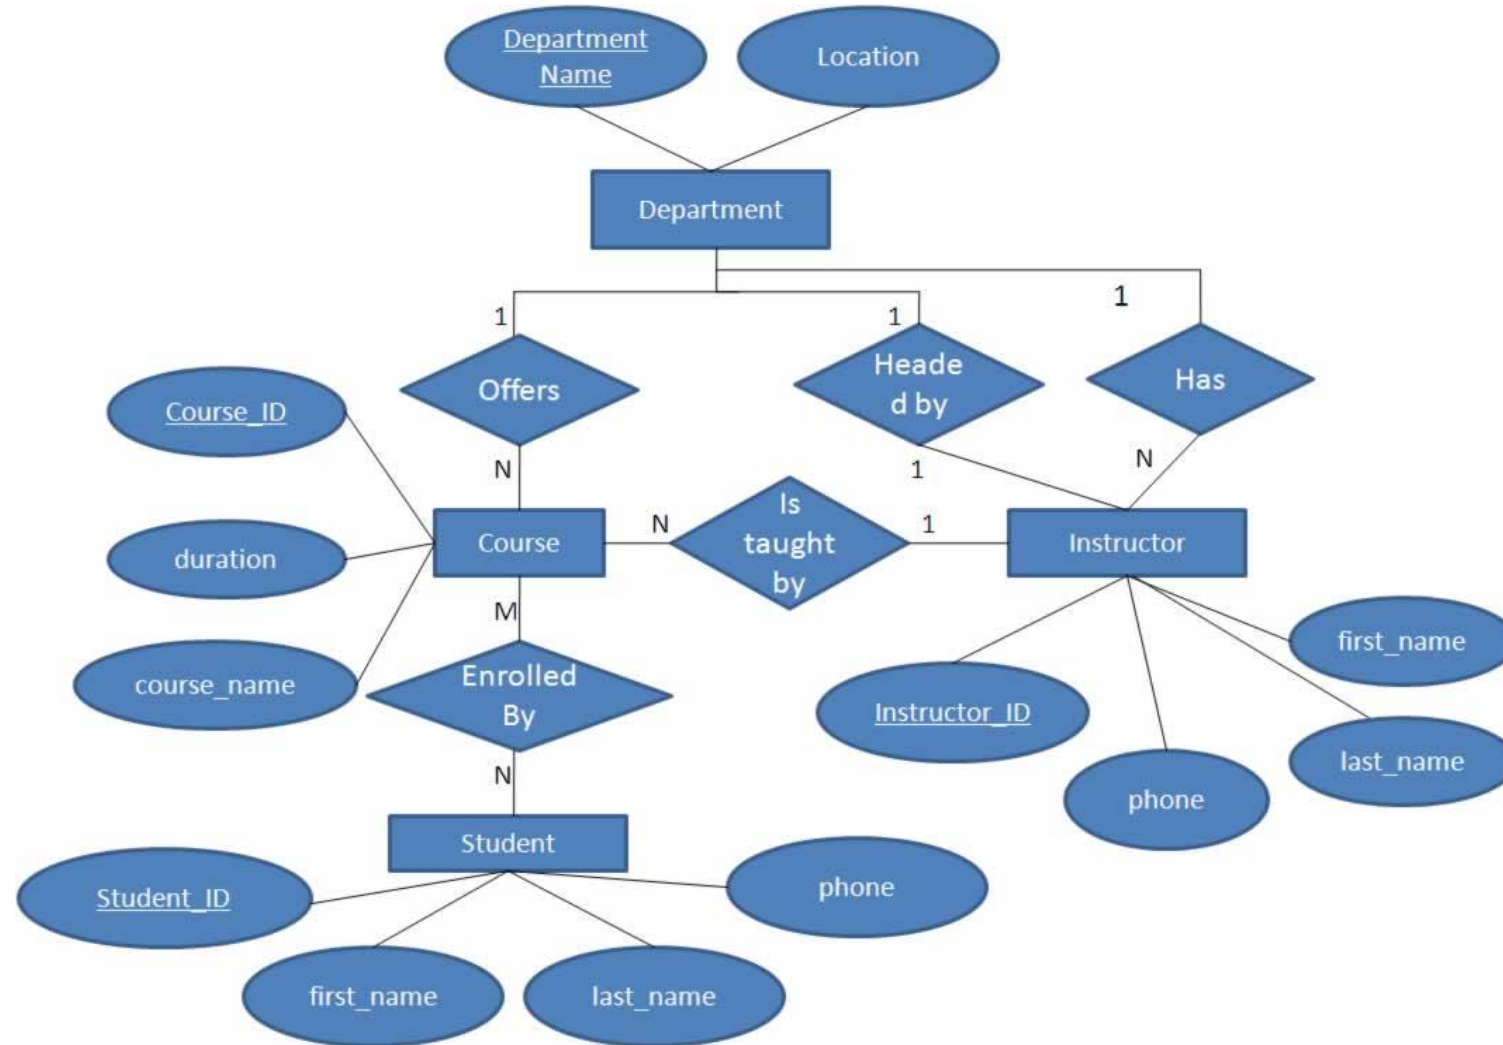 Department
Name
Location
Department
1
1
1
Offers
Heade
d by
Has
Course_ID
N
1
N
duration
Course
N
Is
taught
by
1
Instructor
course_name
M
Enrolled
By
N
Instructor_ID
phone
first_name
last_name
Student
Student_ID
first_name
last_name
phone